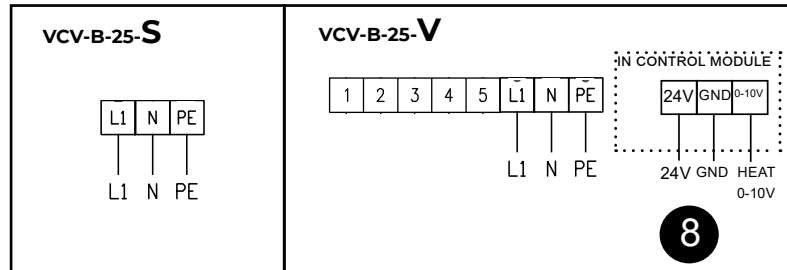 VCV-B-25-S
L1 N PE
L1 N PE
VCV-B-25-V
1 2 3 4 5 L1 N PE
L1 N PE
IN CONTROL MODULE
24V GND 0-10V
24V GND HEAT
0-10V
8